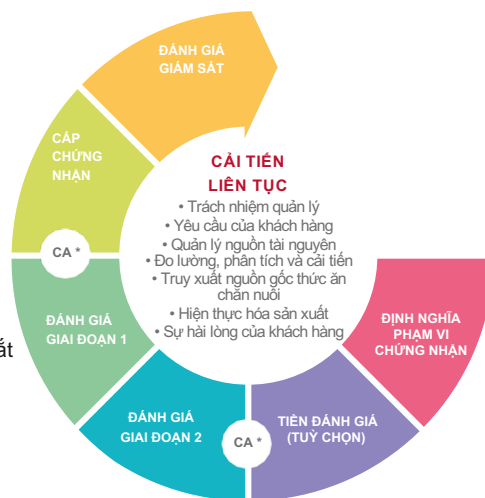 ĐÁNH GIÁ
GIÁM SÁT
CẤP
CHỨNG
NHẬN
CẢI TIẾN
LIÊN TỤC
• Trách nhiệm quản lý
• Yêu cầu của khách hàng
• Quản lý nguồn tài nguyên
• Đo lường, phân tích và cải tiến
• Truy xuất nguồn gốc thức ăn
chăn nuôi
• Hiện thực hóa sản xuất
• Sự hài lòng của khách hàng
CA *
ĐÁNH GIÁ
GIAI ĐOẠN 1
ĐỊNH NGHĨA
PHẠM VI
CHỨNG NHẬN
ĐÁNH GIÁ
GIAI ĐOẠN 2
CA *
TIỀN ĐÁNH GIÁ
(TUỲ CHỌN)